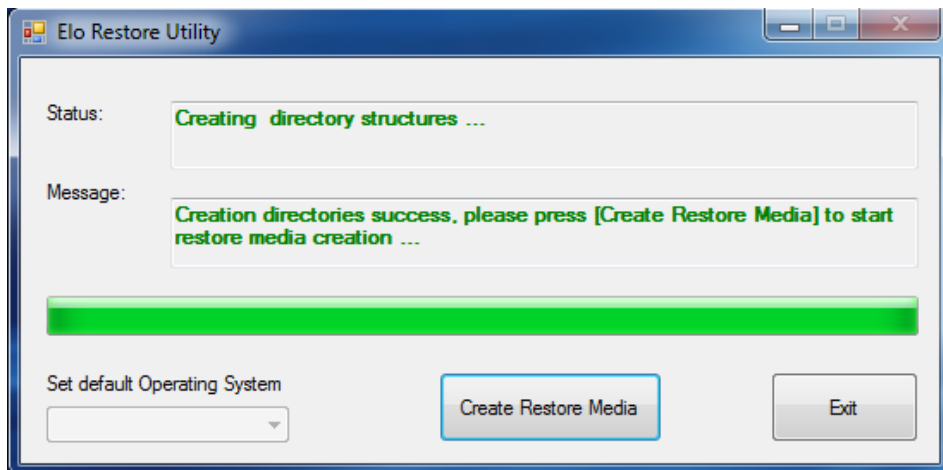 Elo Restore Utility
Status:
Creating  directory structures ...
Message:
Creation directories success, please press [Create Restore Media] to start
restore media creation ...
Set default Operating System
Create Restore Media
Exit